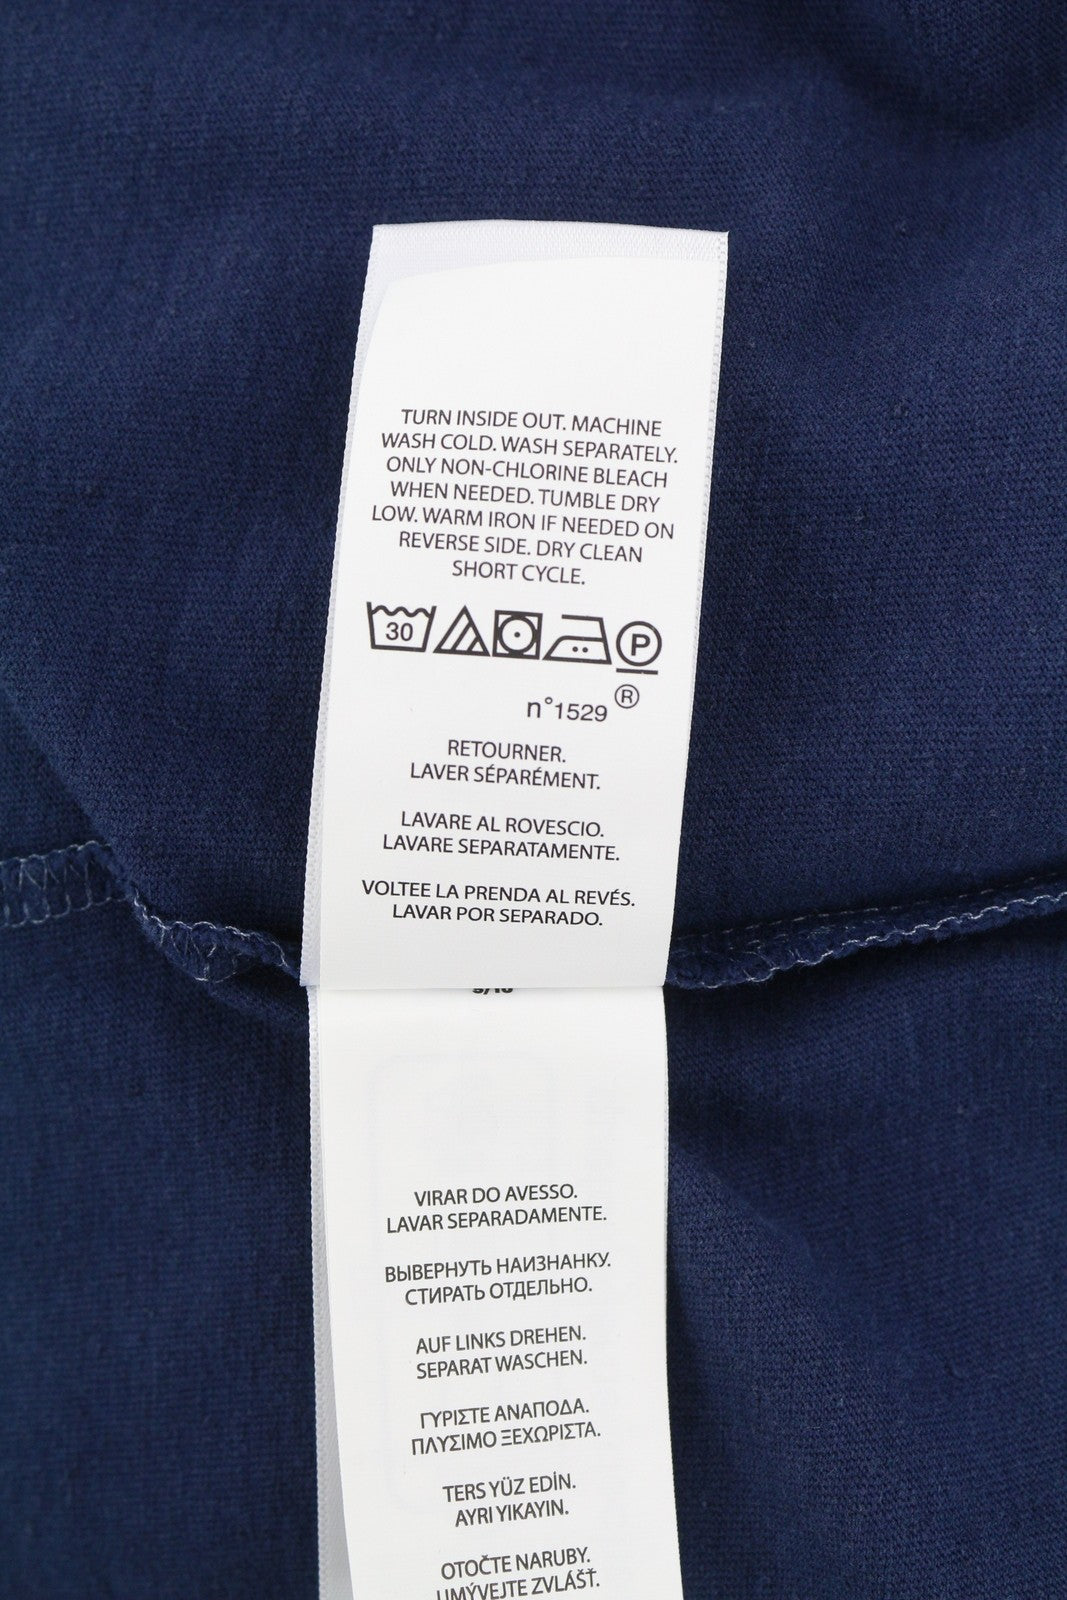 TURN INSIDE OUT. MACHINE
WASH COLD. WASH SEPARATELY.
ONLY NON-CHLORINE BLEACH
WHEN NEEDED. TUMBLE DRY
LOW. WARM IRON IF NEEDED ON
REVERSE SIDE. DRY CLEAN
SHORT CYCLE.
30 P
n°1529 ®
RETOURNER.
LAVER SÉPARÉMENT.
LAVARE AL ROVESCIO.
LAVARE SEPARATAMENTE.
VOLTEE LA PRENDA AL REVÉS.
LAVAR POR SEPARADO.
VIRAR DO AVESSO.
LAVAR SEPARADAMENTE.
ВЫВЕРНУТЬ НАИЗНАНКУ.
СТИРАТЬ ОТДЕЛЬНО.
AUF LINKS DREHEN.
SEPARAT WASCHEN.
ΓΥΡΙΣΤΕ ΑΝΑΠΟΔΑ.
ΠΛΥΣΙΜΟ ΞΕΧΩΡΙΣΤΑ.
TERS YÜZ EDİN.
AYRI YIKAYIN.
OTOČTE NARUBY.
UMÝVEJTE ZVLÁŠŤ.